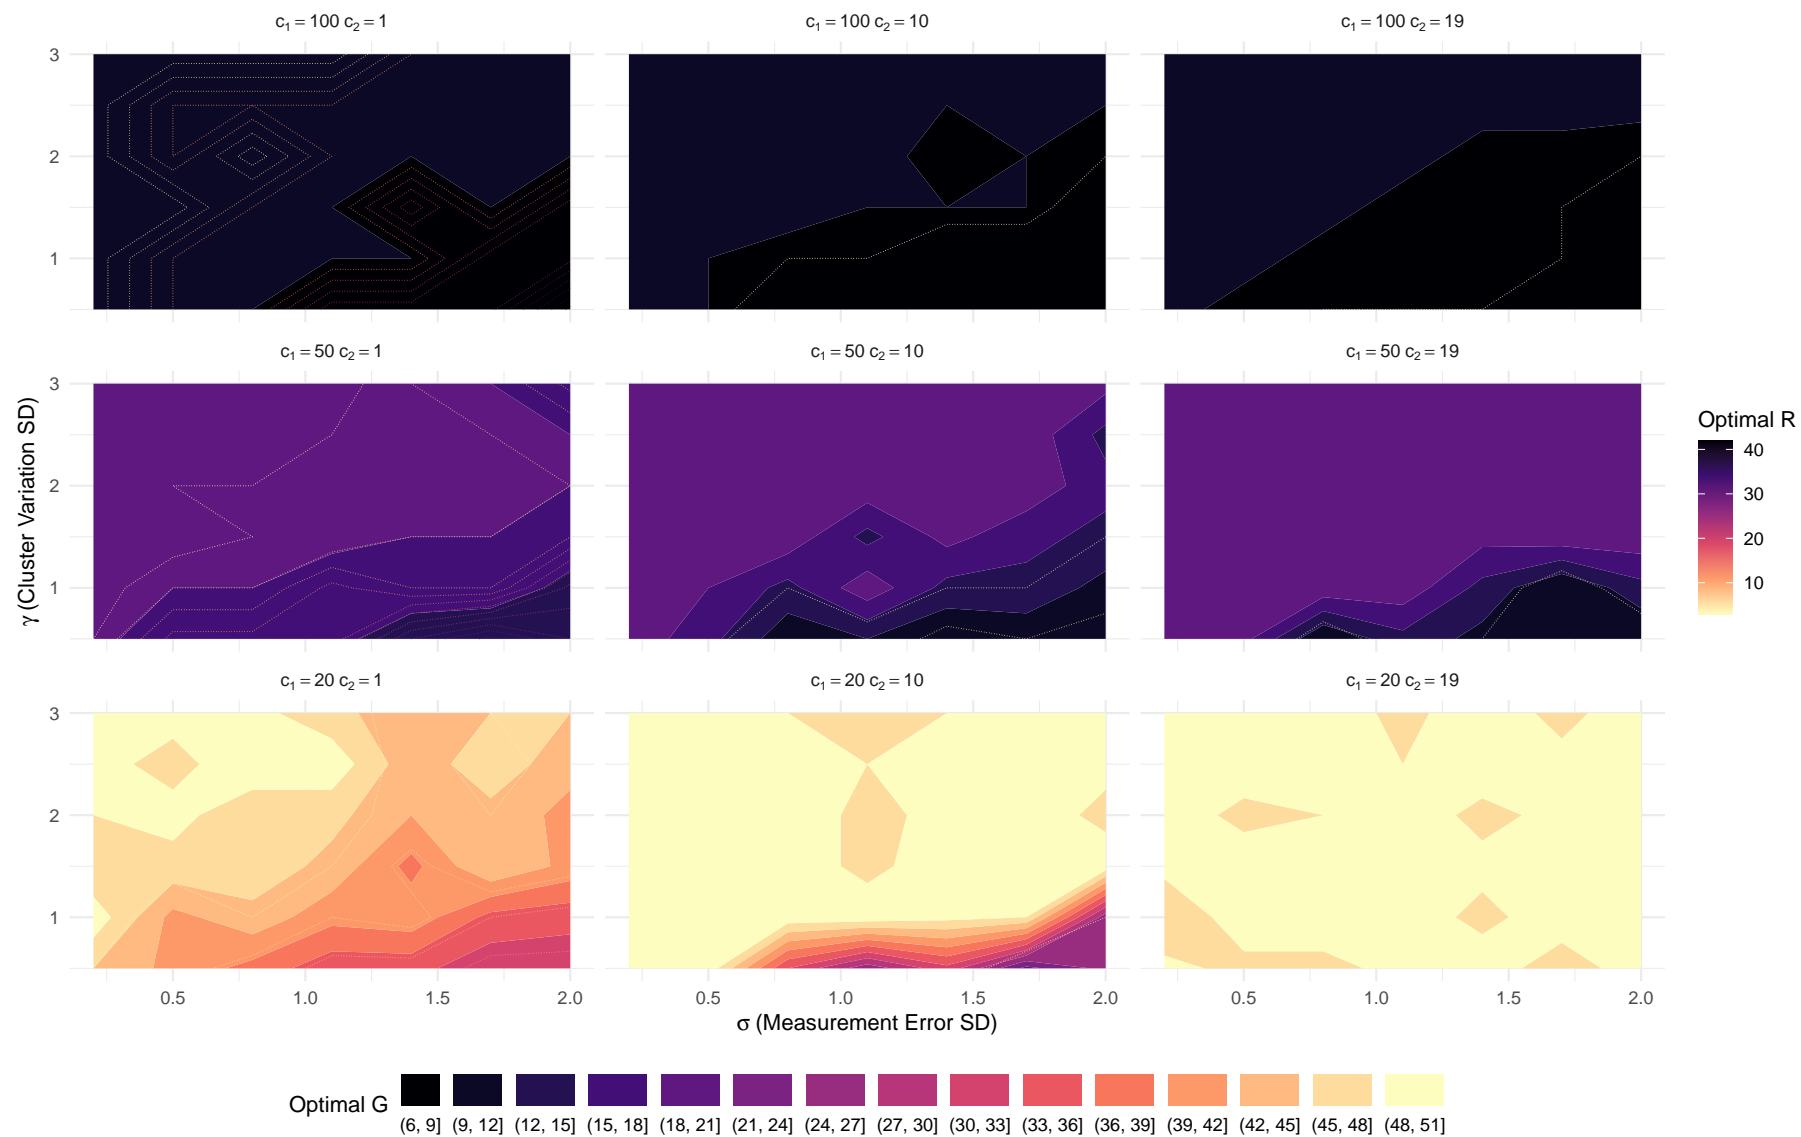 c₁ = 100 c₂ = 1
c₁ = 100 c₂ = 10
c₁ = 100 c₂ = 19
3
2
1
c₁ = 50 c₂ = 1
c₁ = 50 c₂ = 10
c₁ = 50 c₂ = 19
3
2
1
γ (Cluster Variation SD)
Optimal R
40
30
20
10
c₁ = 20 c₂ = 1
c₁ = 20 c₂ = 10
c₁ = 20 c₂ = 19
3
2
1
0.5 1.0 1.5 2.0
0.5 1.0 1.5 2.0
0.5 1.0 1.5 2.0
σ (Measurement Error SD)
Optimal G
(6, 9] (9, 12] (12, 15] (15, 18] (18, 21] (21, 24] (24, 27] (27, 30] (30, 33] (33, 36] (36, 39] (39, 42] (42, 45] (45, 48] (48, 51]